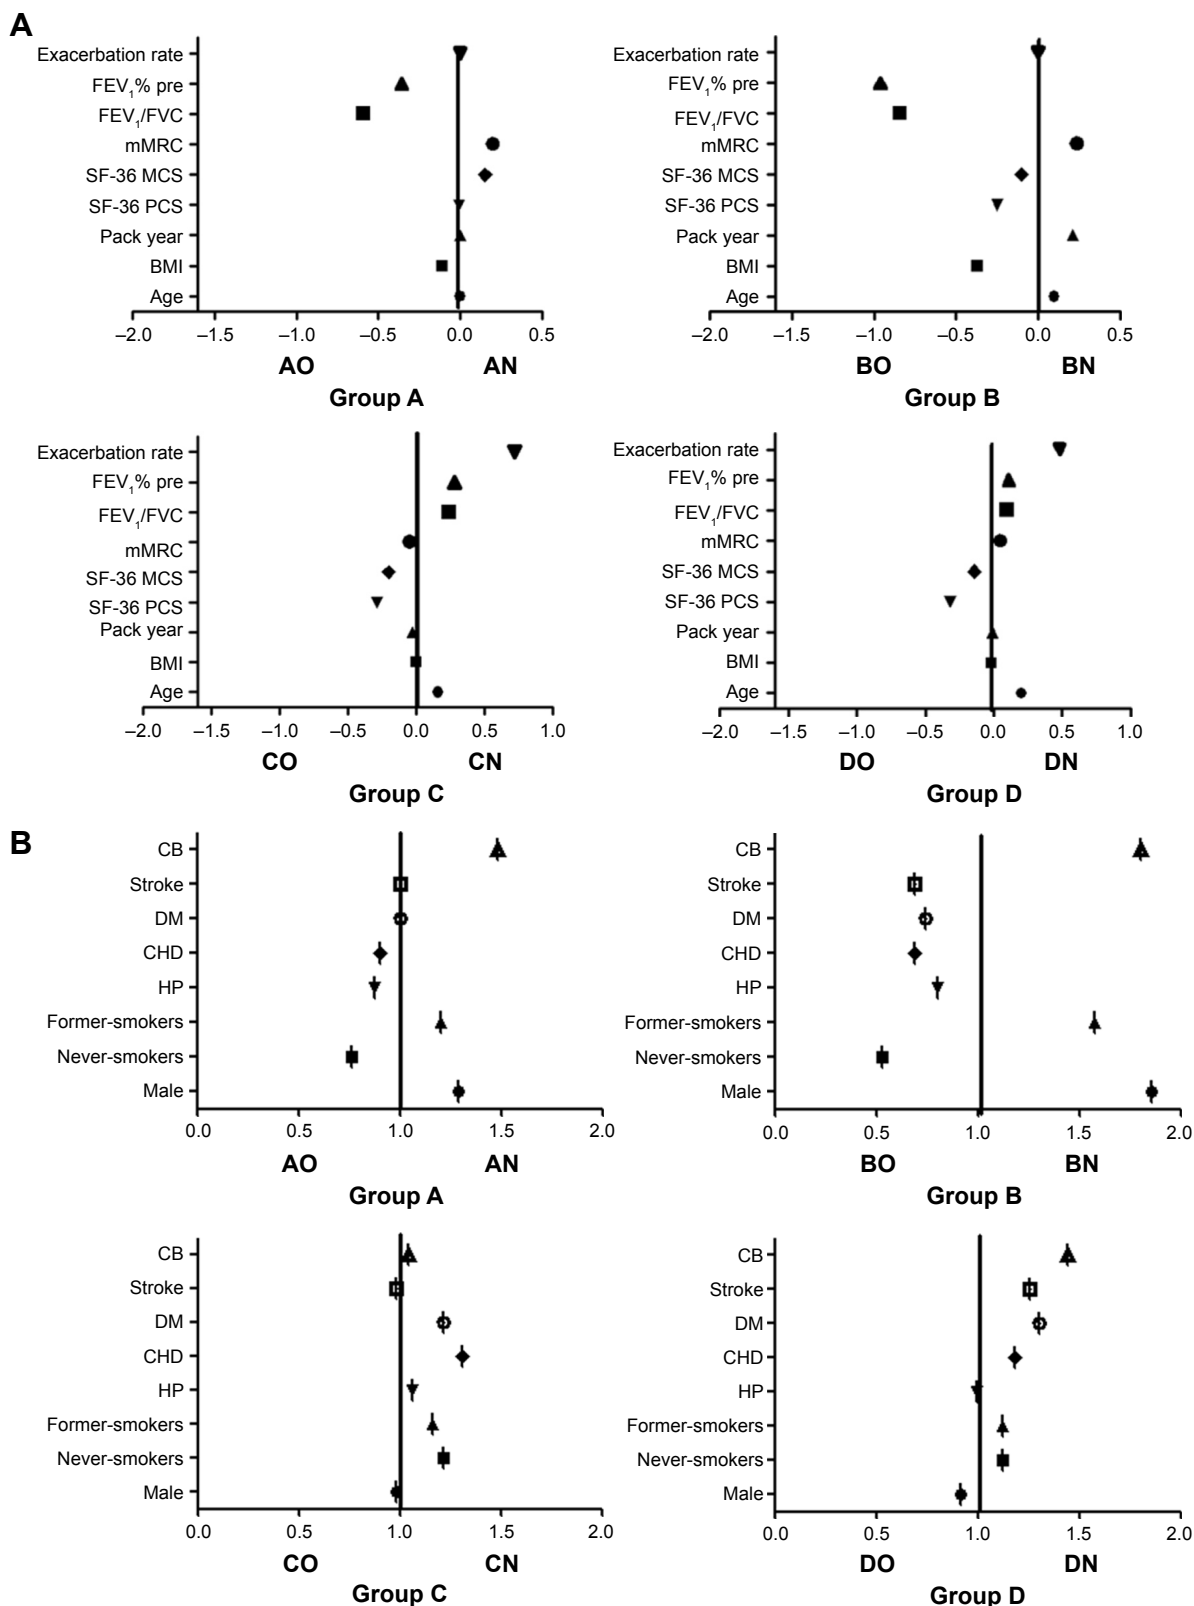 A
Exacerbation rate
FEV1% pre
FEV1/FVC
mMRC
SF-36 MCS
SF-36 PCS
Pack year
BMI
Age
–2.0 –1.5 –1.0 –0.5 0.0 0.5
AO AN
Group A
Exacerbation rate
FEV1% pre
FEV1/FVC
mMRC
SF-36 MCS
SF-36 PCS
Pack year
BMI
Age
–2.0 –1.5 –1.0 –0.5 0.0 0.5
BO BN
Group B
Exacerbation rate
FEV1% pre
FEV1/FVC
mMRC
SF-36 MCS
SF-36 PCS
Pack year
BMI
Age
–2.0 –1.5 –1.0 –0.5 0.0 0.5 1.0
CO CN
Group C
Exacerbation rate
FEV1% pre
FEV1/FVC
mMRC
SF-36 MCS
SF-36 PCS
Pack year
BMI
Age
–2.0 –1.5 –1.0 –0.5 0.0 0.5 1.0
DO DN
Group D
B
CB
Stroke
DM
CHD
HP
Former-smokers
Never-smokers
Male
0.0 0.5 1.0 1.5 2.0
AO AN
Group A
CB
Stroke
DM
CHD
HP
Former-smokers
Never-smokers
Male
0.0 0.5 1.0 1.5 2.0
BO BN
Group B
CB
Stroke
DM
CHD
HP
Former-smokers
Never-smokers
Male
0.0 0.5 1.0 1.5 2.0
CO CN
Group C
CB
Stroke
DM
CHD
HP
Former-smokers
Never-smokers
Male
0.0 0.5 1.0 1.5 2.0
DO DN
Group D